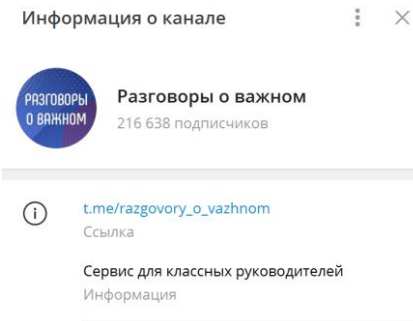 Информация о канале
РАЗГОВОРЫ
О ВАЖНОМ
Разговоры о важном
216 638 подписчиков
t.me/razgovory_o_vazhnom
Ссылка
Сервис для классных руководителей
Информация